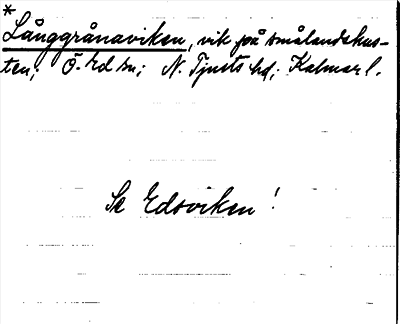 *
Långgrånaviken, vik på smålandskus-
ten; Ö. Ed sn; N. Tjusts hd; Kalmar l.
Se Edsviken!